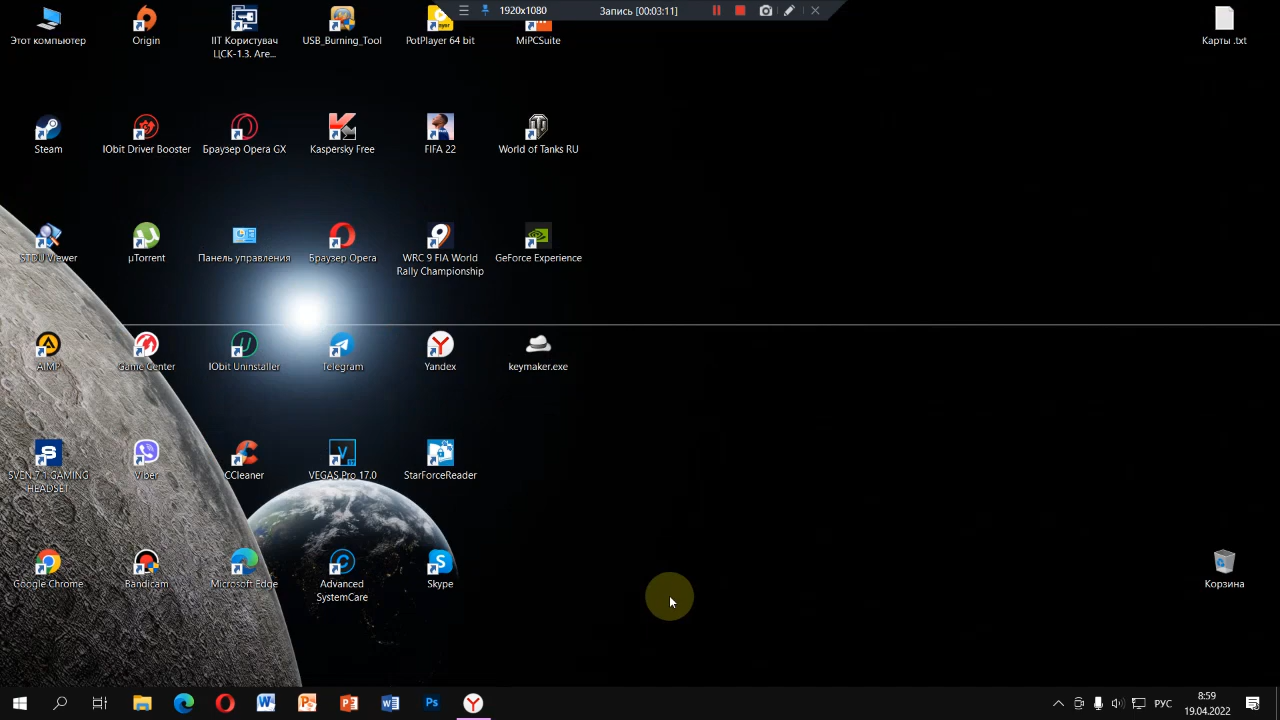 1920x1080
Запись [00:03:11]
Этот компьютер
Origin
IIT Користувач
ЦСК-1.3. Аге...
USB_Burning_Tool
PotPlayer 64 bit
MiPCSuite
Карты .txt
Steam
IObit Driver Booster
Браузер Opera GX
Kaspersky Free
FIFA 22
World of Tanks RU
STDU Viewer
µTorrent
Панель управления
Браузер Opera
WRC 9 FIA World
Rally Championship
GeForce Experience
AIMP
Game Center
IObit Uninstaller
Telegram
Yandex
keymaker.exe
SVEN 7.1 GAMING
HEADSET
Viber
CCleaner
VEGAS Pro 17.0
StarForceReader
Google Chrome
Bandicam
Microsoft Edge
Advanced
SystemCare
Skype
Корзина
РУС
8:59
19.04.2022